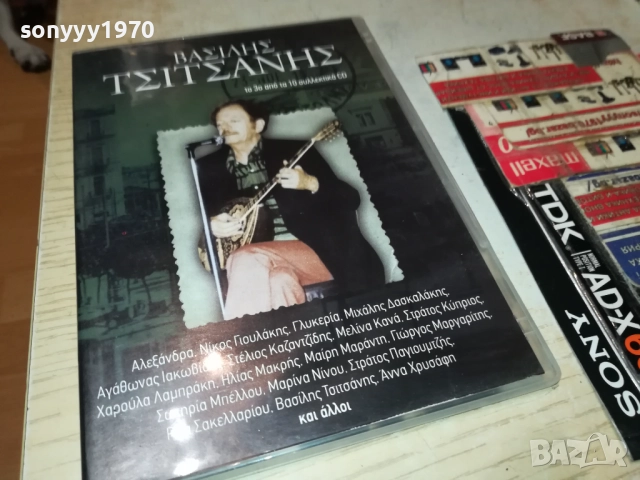 sonyyy1970
ΒΑΣΙΛΗΣ
ΤΣΙΤΣΑΝΗΣ
το 3ο από τα 10 συλλεκτικά CD
Αλεξάνδρα, Νίκος Γιουλάκης, Γλυκερία, Μιχάλης Δασκαλάκης,
Αγάθωνας Ιακωβίδης, Στέλιος Καζαντζίδης, Μελίνα Κανά, Στράτος Κύπριος,
Χαρούλα Λαμπράκη, Ηλίας Μακρής, Μαίρη Μαράντη, Γιώργος Μαργαρίτης,
Σωτηρία Μπέλλου, Μαρίνα Νίνου, Στράτος Παγιουμτζής,
Ρένα Σακελλαρίου, Βασίλης Τσιτσάνης, Άννα Χρυσάφη
και άλλοι
maxell
TDK
AD-X
SONY
BAZAR